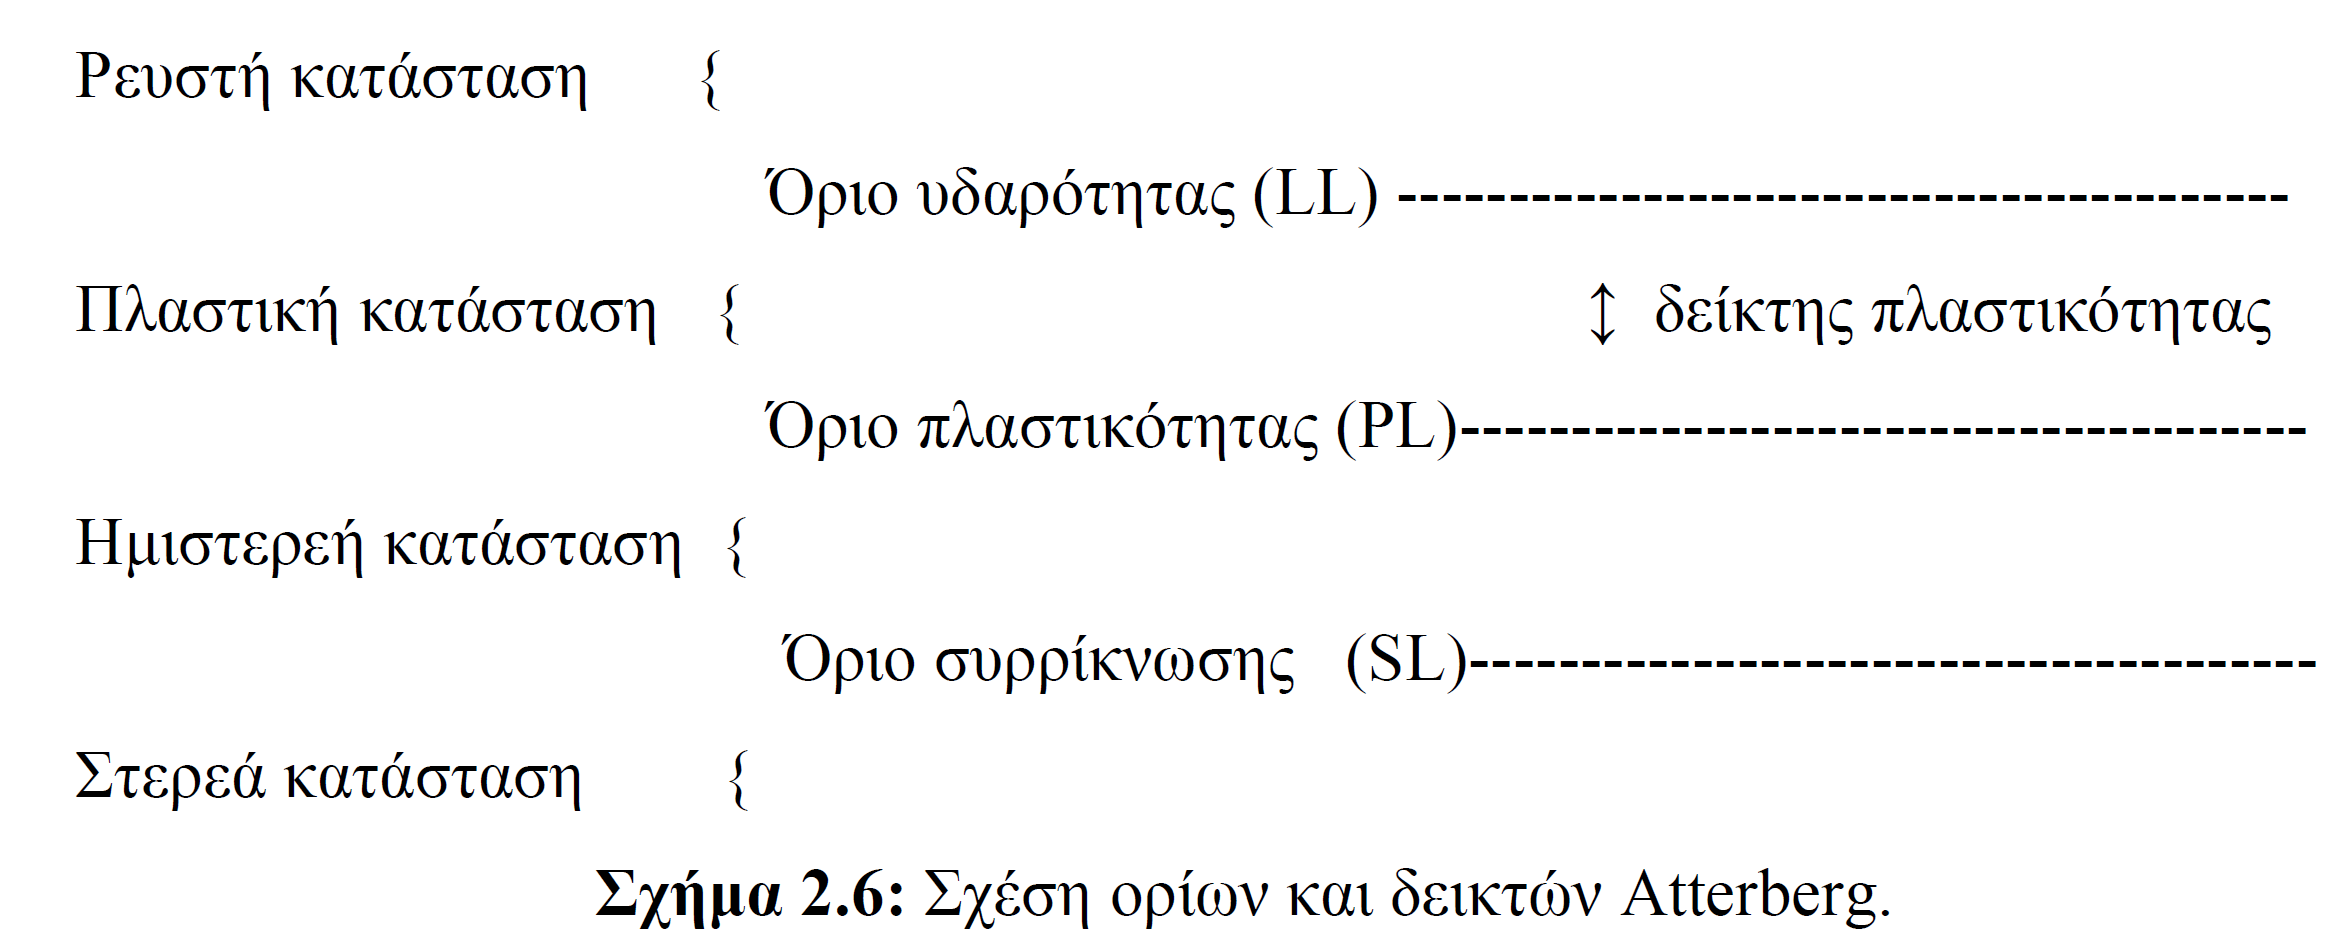 Ρευστή κατάσταση {
Όριο υδαρότητας (LL) ----------------------------------------
Πλαστική κατάσταση { ↕ δείκτης πλαστικότητας
Όριο πλαστικότητας (PL)--------------------------------------
Ημιστερεή κατάσταση {
Όριο συρρίκνωσης (SL)--------------------------------------
Στερεά κατάσταση {
Σχήμα 2.6: Σχέση ορίων και δεικτών Atterberg.